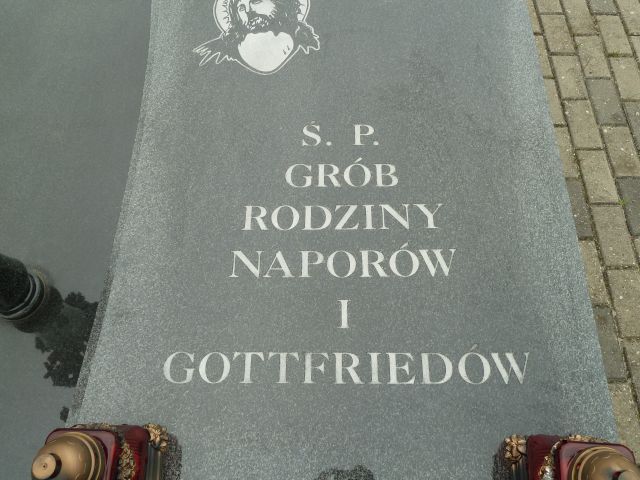 Ś. P.
GRÓB
RODZINY
NAPORÓW
I
GOTTFRIEDÓW